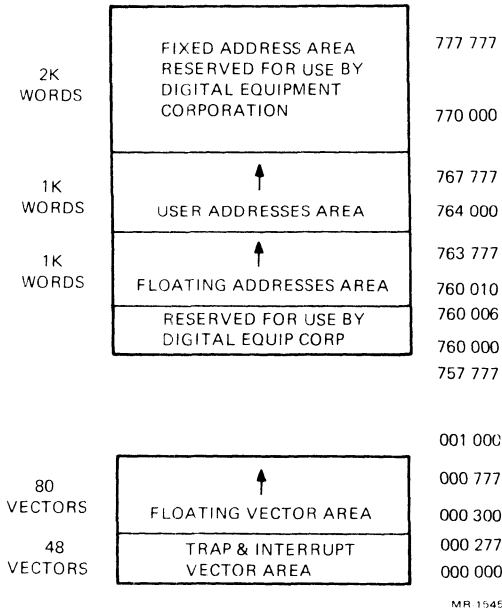 777 777
FIXED ADDRESS AREA
RESERVED FOR USE BY
DIGITAL EQUIPMENT
CORPORATION
2K
WORDS
770 000
767 777
1K
WORDS
USER ADDRESSES AREA
764 000
763 777
1K
WORDS
FLOATING ADDRESSES AREA
760 010
760 006
RESERVED FOR USE BY
DIGITAL EQUIP CORP
760 000
757 777
001 000
000 777
80
VECTORS
FLOATING VECTOR AREA
000 300
48
VECTORS
TRAP & INTERRUPT
VECTOR AREA
000 277
000 000
MR-1545